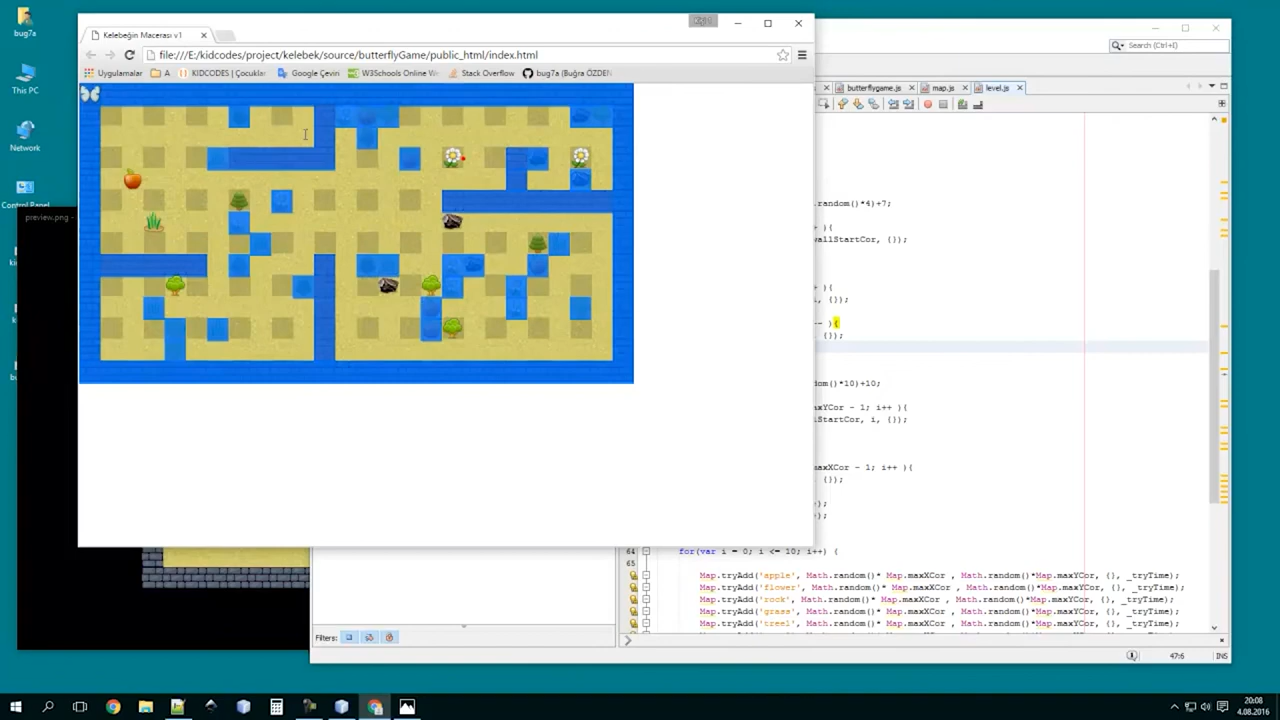 bug7a
This PC
Network
Control Panel
preview.png -
Kelebeğin Macerası v1
file:///E:/kidcodes/project/kelebek/source/butterflyGame/public_html/index.html
Uygulamalar
A
KIDCODES | Çocuklar
Google Çeviri
W3Schools Online We
Stack Overflow
bug7a (Buğra ÖZDEN
Search (Ctrl+I)
butterflygame.js
map.js
level.js
.random()*4)+7;
+ ){
wallStartCor, {});
+ ){
i, {});
-- ){
{});
dom()*10)+10;
axYCor - 1; i++ ){
lStartCor, i, {});
maxXCor - 1; i++ ){
{});
);
);
64 for(var i = 0; i <= 10; i++) {
65
Map.tryAdd('apple', Math.random()* Map.maxXCor , Math.random()*Map.maxYCor, {}, _tryTime);
Map.tryAdd('flower', Math.random()* Map.maxXCor , Math.random()*Map.maxYCor, {}, _tryTime);
Map.tryAdd('rock', Math.random()* Map.maxXCor , Math.random()*Map.maxYCor, {}, _tryTime);
Map.tryAdd('grass', Math.random()* Map.maxXCor , Math.random()*Map.maxYCor, {}, _tryTime);
Map.tryAdd('tree1', Math.random()* Map.maxXCor , Math.random()*Map.maxYCor, {}, _tryTime);
Filters:
47:6
INS
20:08
4.08.2016